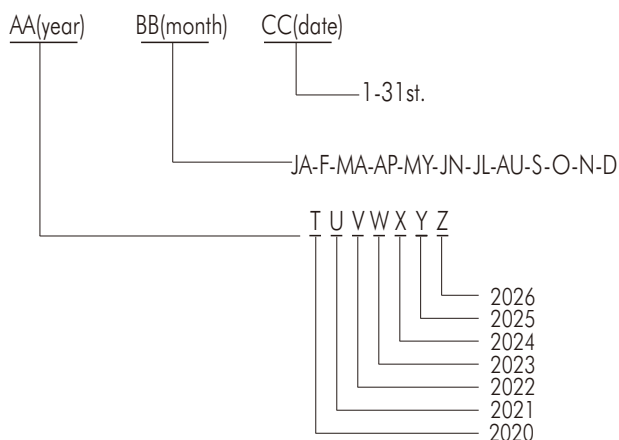 AA(year) BB(month) CC(date)
1-31st.
JA-F-MA-AP-MY-JN-JL-AU-S-O-N-D
T U V W X Y Z
2026
2025
2024
2023
2022
2021
2020